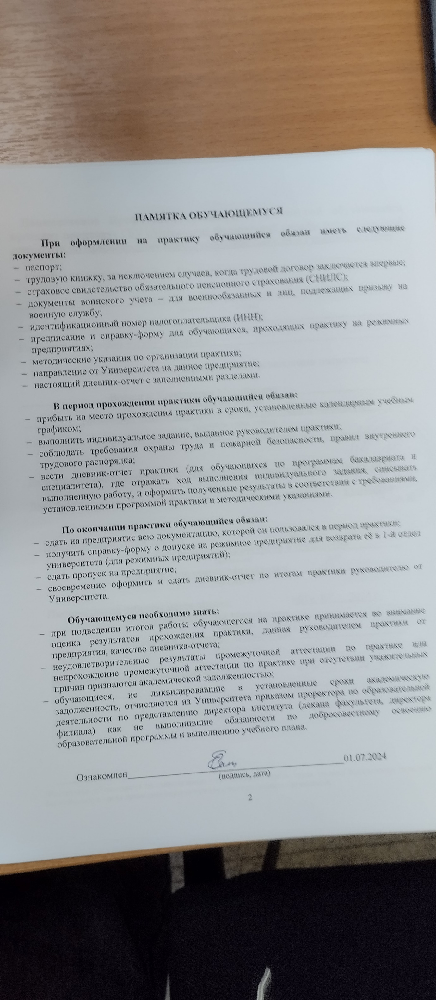 ПАМЯТКА ОБУЧАЮЩЕМУСЯ
При оформлении на практику обучающийся обязан иметь следующие
документы:
– паспорт;
– трудовую книжку, за исключением случаев, когда трудовой договор заключается впервые;
– страховое свидетельство обязательного пенсионного страхования (СНИЛС);
– документы воинского учета – для военнообязанных и лиц, подлежащих призыву на
военную службу;
– идентификационный номер налогоплательщика (ИНН);
– предписание и справку-форму для обучающихся, проходящих практику на режимных
предприятиях;
– методические указания по организации практики;
– направление от Университета на данное предприятие;
– настоящий дневник-отчет с заполненными разделами.
В период прохождения практики обучающийся обязан:
– прибыть на место прохождения практики в сроки, установленные календарным учебным
графиком;
– выполнить индивидуальное задание, выданное руководителем практики;
– соблюдать требования охраны труда и пожарной безопасности, правил внутреннего
трудового распорядка;
– вести дневник-отчет практики (для обучающихся по программам бакалавриата и
специалитета), где отражать ход выполнения индивидуального задания, описывать
выполненную работу, и оформить полученные результаты в соответствии с требованиями,
установленными программой практики и методическими указаниями.
По окончании практики обучающийся обязан:
– сдать на предприятие всю документацию, которой он пользовался в период практики;
– получить справку-форму о допуске на режимное предприятие для возврата её в 1-й отдел
университета (для режимных предприятий);
– сдать пропуск на предприятие;
– своевременно оформить и сдать дневник-отчет по итогам практики руководителю от
Университета.
Обучающемуся необходимо знать:
– при подведении итогов работы обучающегося на практике принимается во внимание
оценка результатов прохождения практики, данная руководителем практики от
предприятия, качество дневника-отчета;
– неудовлетворительные результаты промежуточной аттестации по практике или
непрохождение промежуточной аттестации по практике при отсутствии уважительных
причин признаются академической задолженностью;
– обучающиеся, не ликвидировавшие в установленные сроки академическую
задолженность, отчисляются из Университета приказом проректора по образовательной
деятельности по представлению директора института (декана факультета, директора
филиала) как не выполнившие обязанности по добросовестному освоению
образовательной программы и выполнению учебного плана.
Ознакомлен 01.07.2024
(подпись, дата)
2